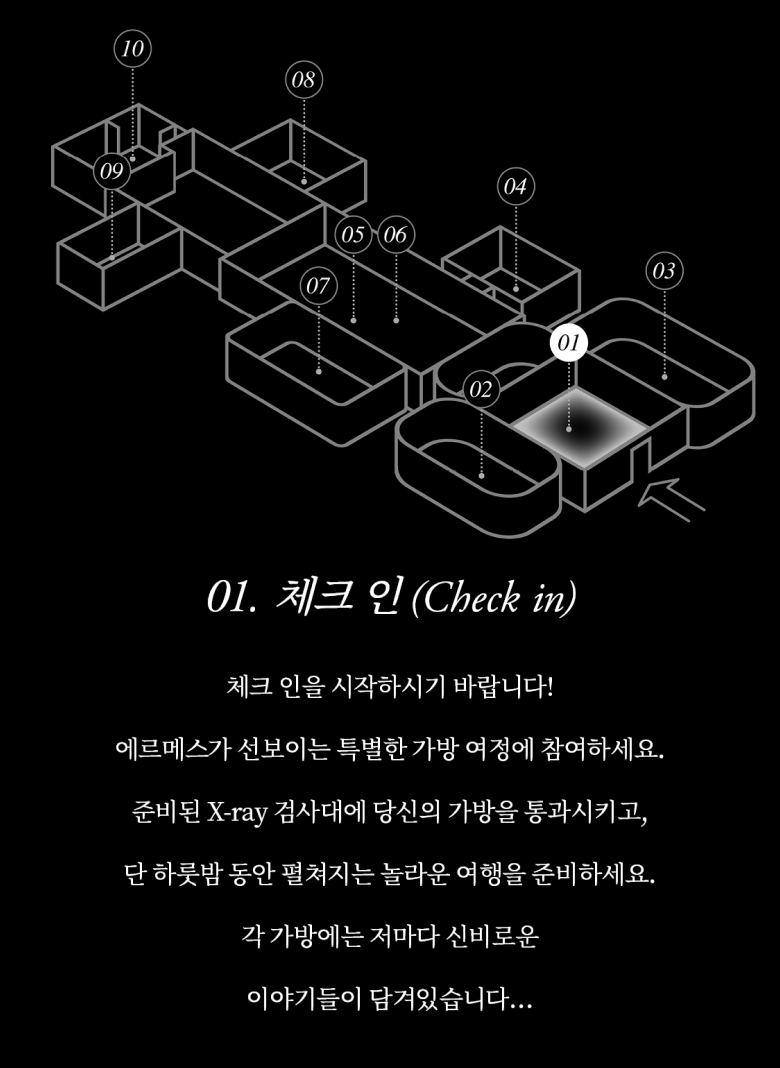 10
08
09
04
05
06
03
07
01
02
01. 체크 인 (Check in)
체크 인을 시작하시기 바랍니다!
에르메스가 선보이는 특별한 가방 여정에 참여하세요.
준비된 X-ray 검사대에 당신의 가방을 통과시키고,
단 하룻밤 동안 펼쳐지는 놀라운 여행을 준비하세요.
각 가방에는 저마다 신비로운
이야기들이 담겨있습니다...